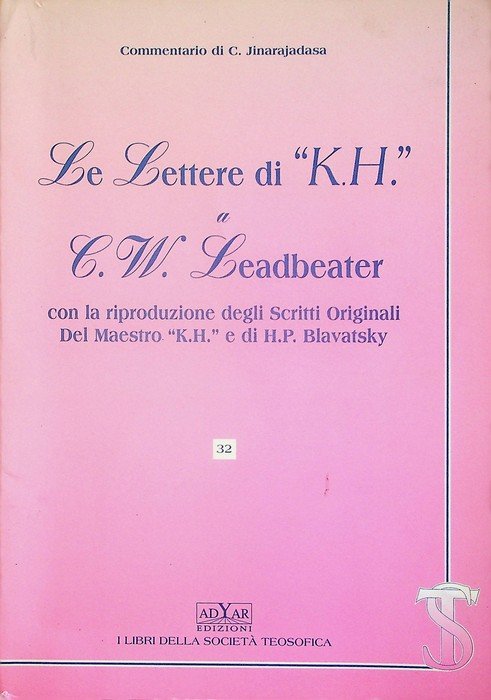 Commentario di C. Jinarajadasa
Le Lettere di “K.H.”
a
C.W. Leadbeater
con la riproduzione degli Scritti Originali
Del Maestro “K.H.” e di H.P. Blavatsky
32
ADYAR
EDIZIONI
I LIBRI DELLA SOCIETÀ TEOSOFICA
TS